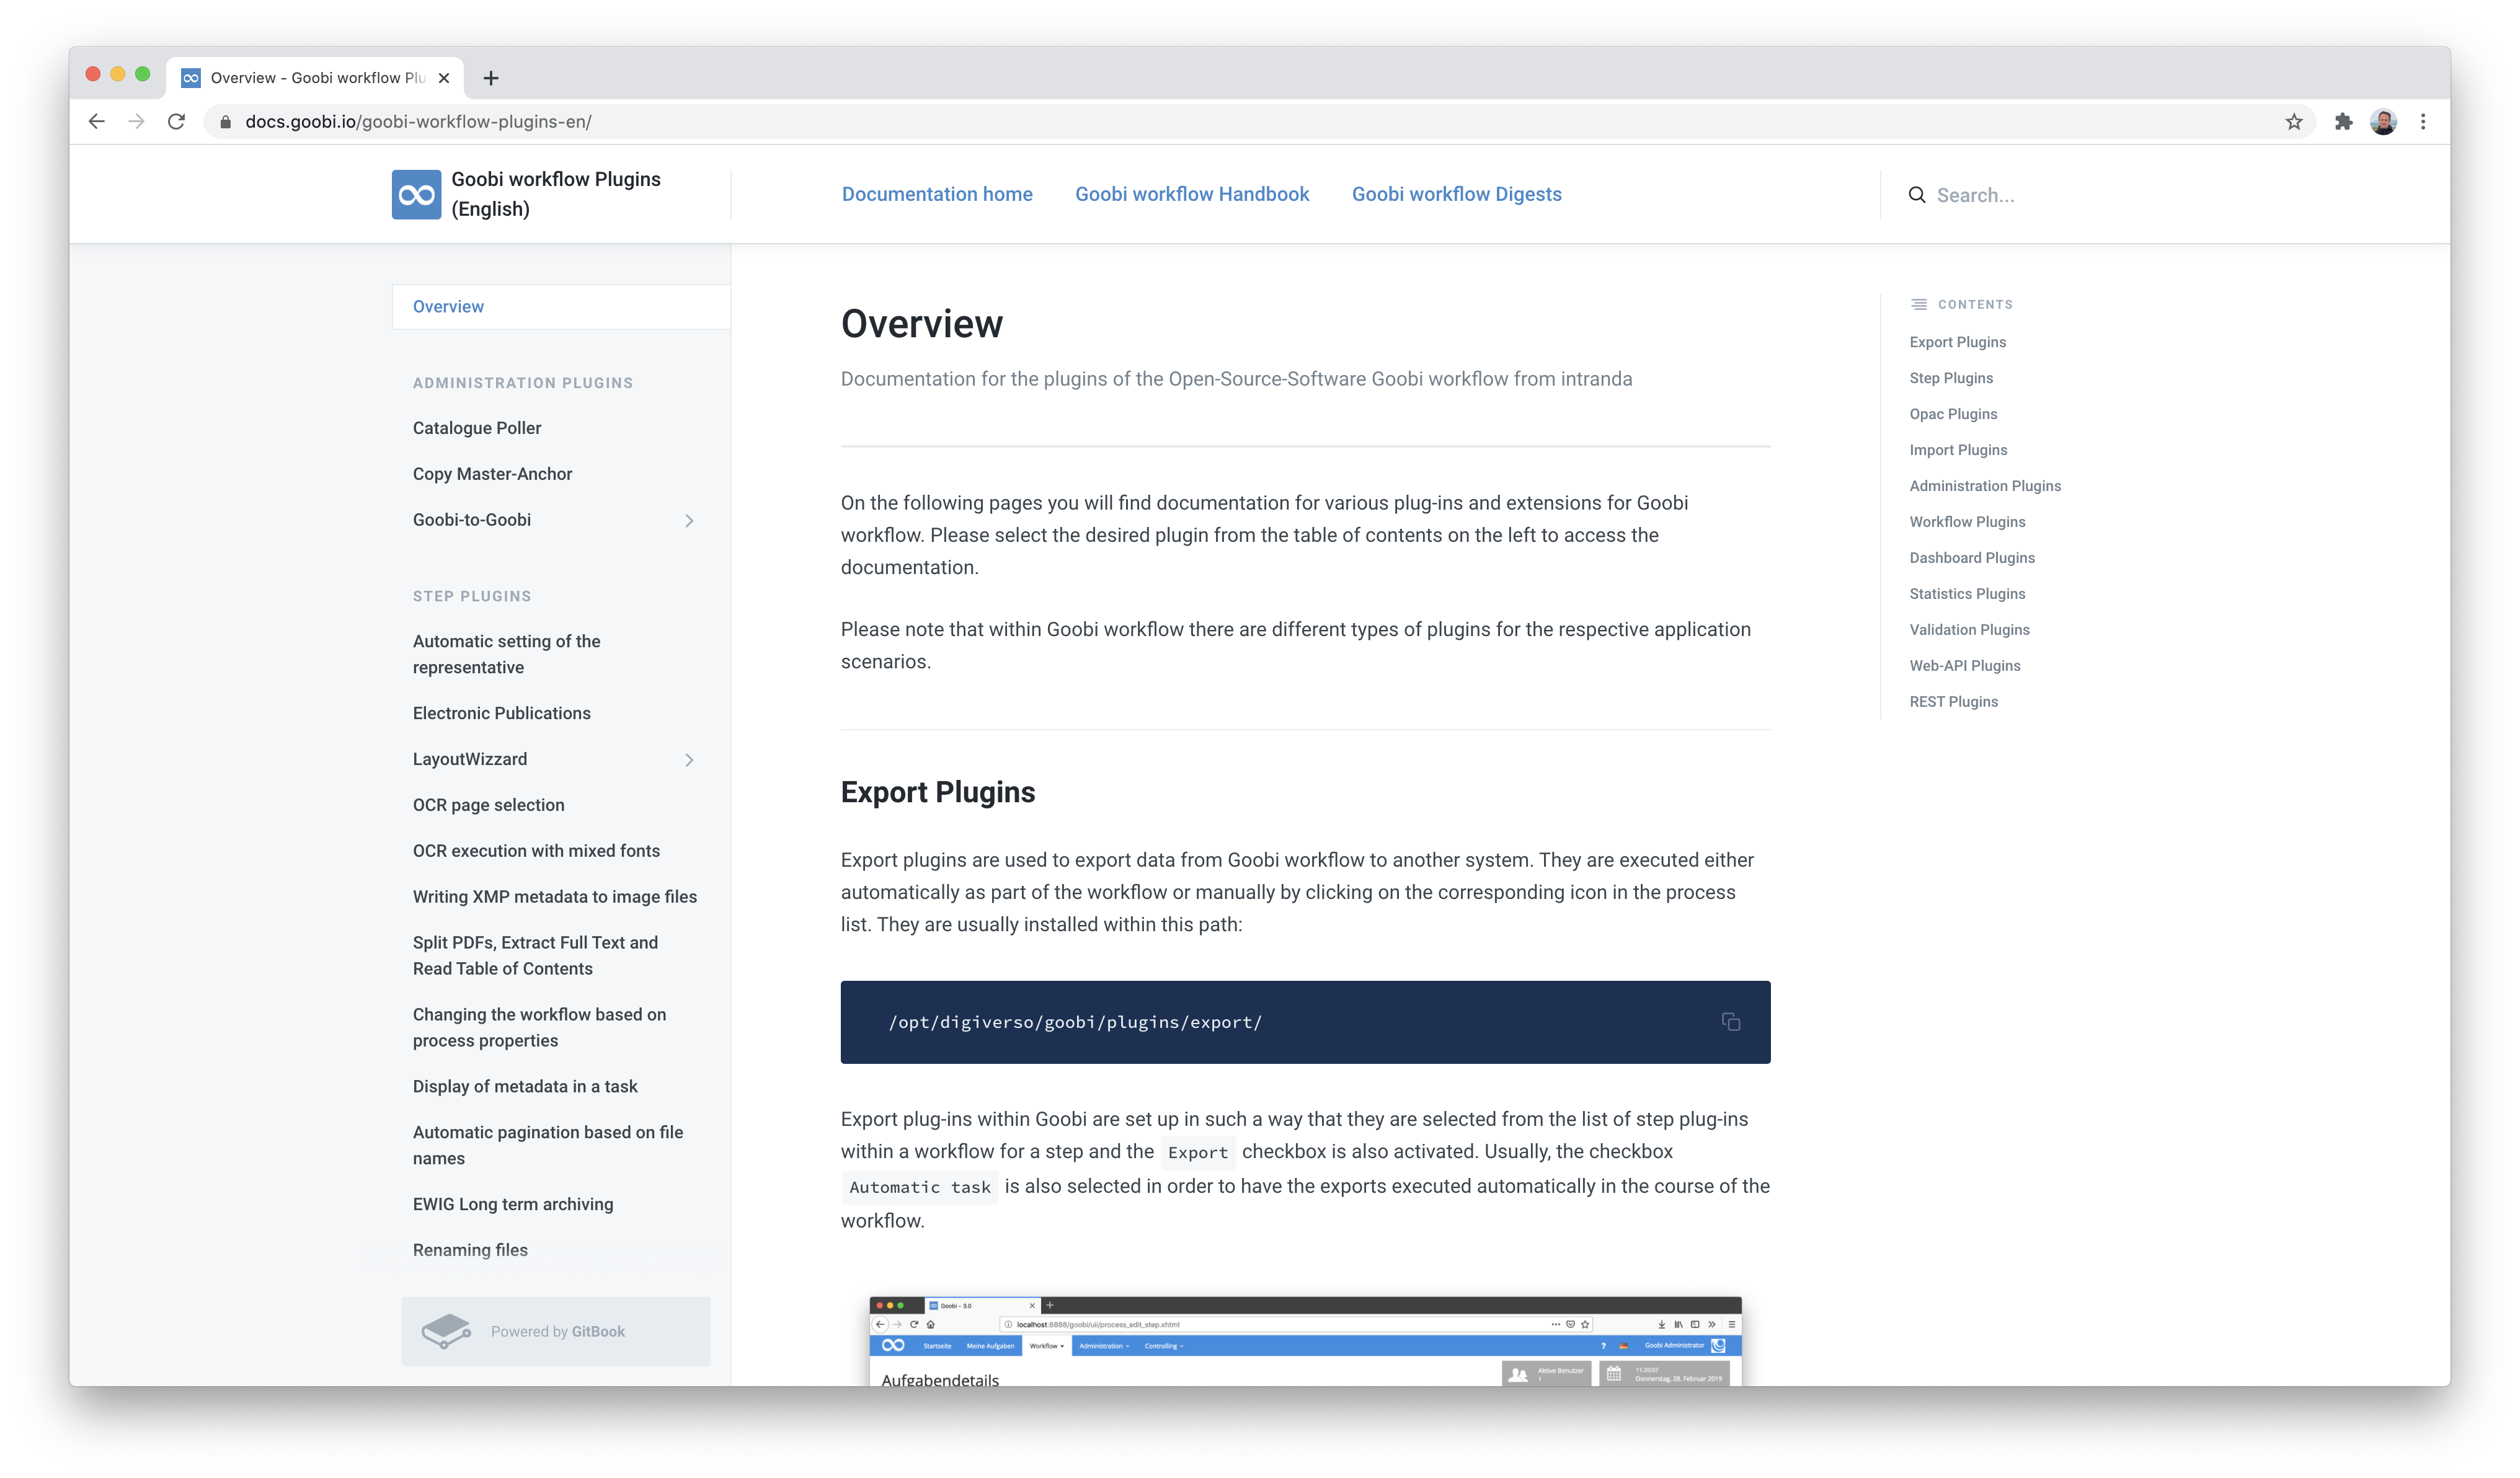 Overview - Goobi workflow Plu
docs.goobi.io/goobi-workflow-plugins-en/
Goobi workflow Plugins
(English)
Documentation home
Goobi workflow Handbook
Goobi workflow Digests
Search...
Overview
ADMINISTRATION PLUGINS
Catalogue Poller
Copy Master-Anchor
Goobi-to-Goobi
STEP PLUGINS
Automatic setting of the
representative
Electronic Publications
LayoutWizzard
OCR page selection
OCR execution with mixed fonts
Writing XMP metadata to image files
Split PDFs, Extract Full Text and
Read Table of Contents
Changing the workflow based on
process properties
Display of metadata in a task
Automatic pagination based on file
names
EWIG Long term archiving
Renaming files
Powered by GitBook
Overview
Documentation for the plugins of the Open-Source-Software Goobi workflow from intranda
On the following pages you will find documentation for various plug-ins and extensions for Goobi
workflow. Please select the desired plugin from the table of contents on the left to access the
documentation.
Please note that within Goobi workflow there are different types of plugins for the respective application
scenarios.
Export Plugins
Export plugins are used to export data from Goobi workflow to another system. They are executed either
automatically as part of the workflow or manually by clicking on the corresponding icon in the process
list. They are usually installed within this path:
/opt/digiverso/goobi/plugins/export/
Export plug-ins within Goobi are set up in such a way that they are selected from the list of step plug-ins
within a workflow for a step and the Export checkbox is also activated. Usually, the checkbox
Automatic task is also selected in order to have the exports executed automatically in the course of the
workflow.
Goobi - 3.0
localhost:8888/goobi/uii/process_edit_step.xhtml
Startseite
Meine Aufgaben
Workflow
Administration
Controlling
?
Goobi Administrator
Aufgabendetails
Aktive Benutzer
1
11:20:07
Donnerstag, 28. Februar 2019
CONTENTS
Export Plugins
Step Plugins
Opac Plugins
Import Plugins
Administration Plugins
Workflow Plugins
Dashboard Plugins
Statistics Plugins
Validation Plugins
Web-API Plugins
REST Plugins